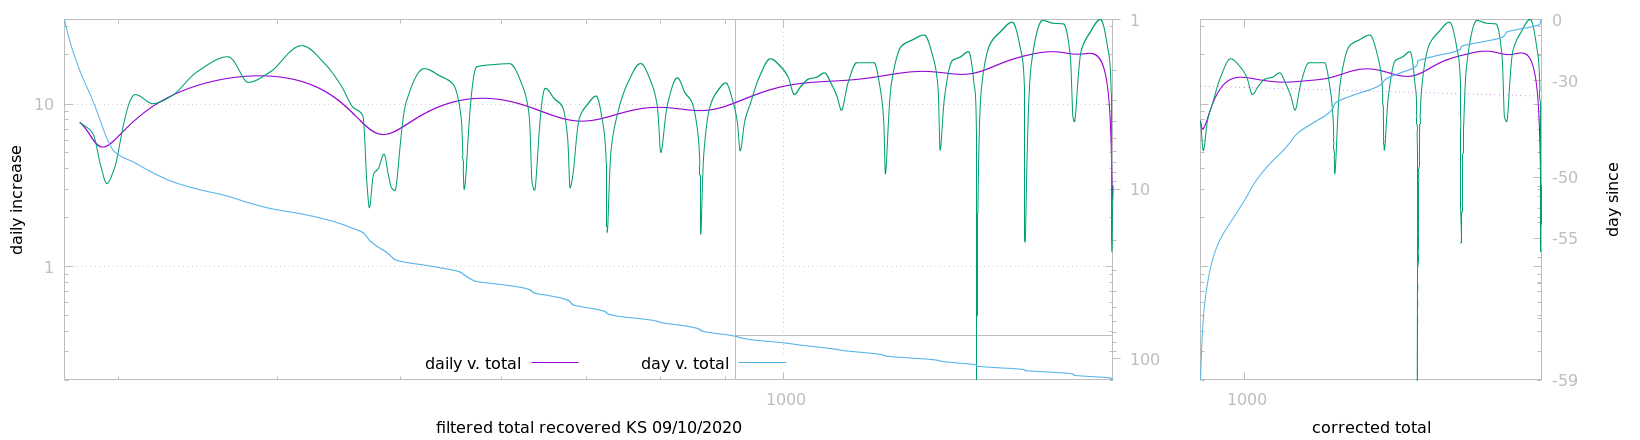 daily increase
10
1
daily v. total
day v. total
1000
filtered total recovered KS 09/10/2020
1
10
100
day since
0
-30
-50
-55
-59
1000
corrected total